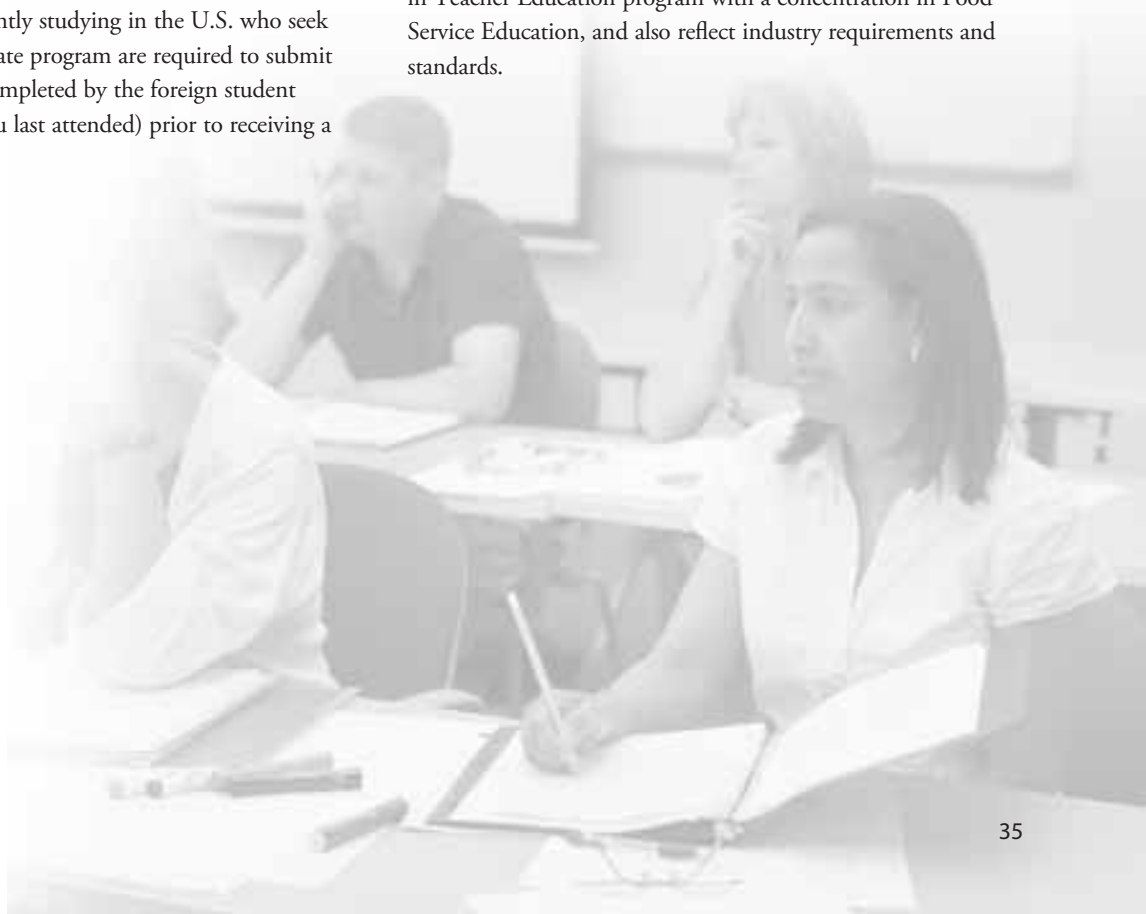 ntly studying in the U.S. who seek
ate program are required to submit
mpleted by the foreign student
u last attended) prior to receiving a
in Teacher Education program with a concentration in Food
Service Education, and also reflect industry requirements and
standards.
35